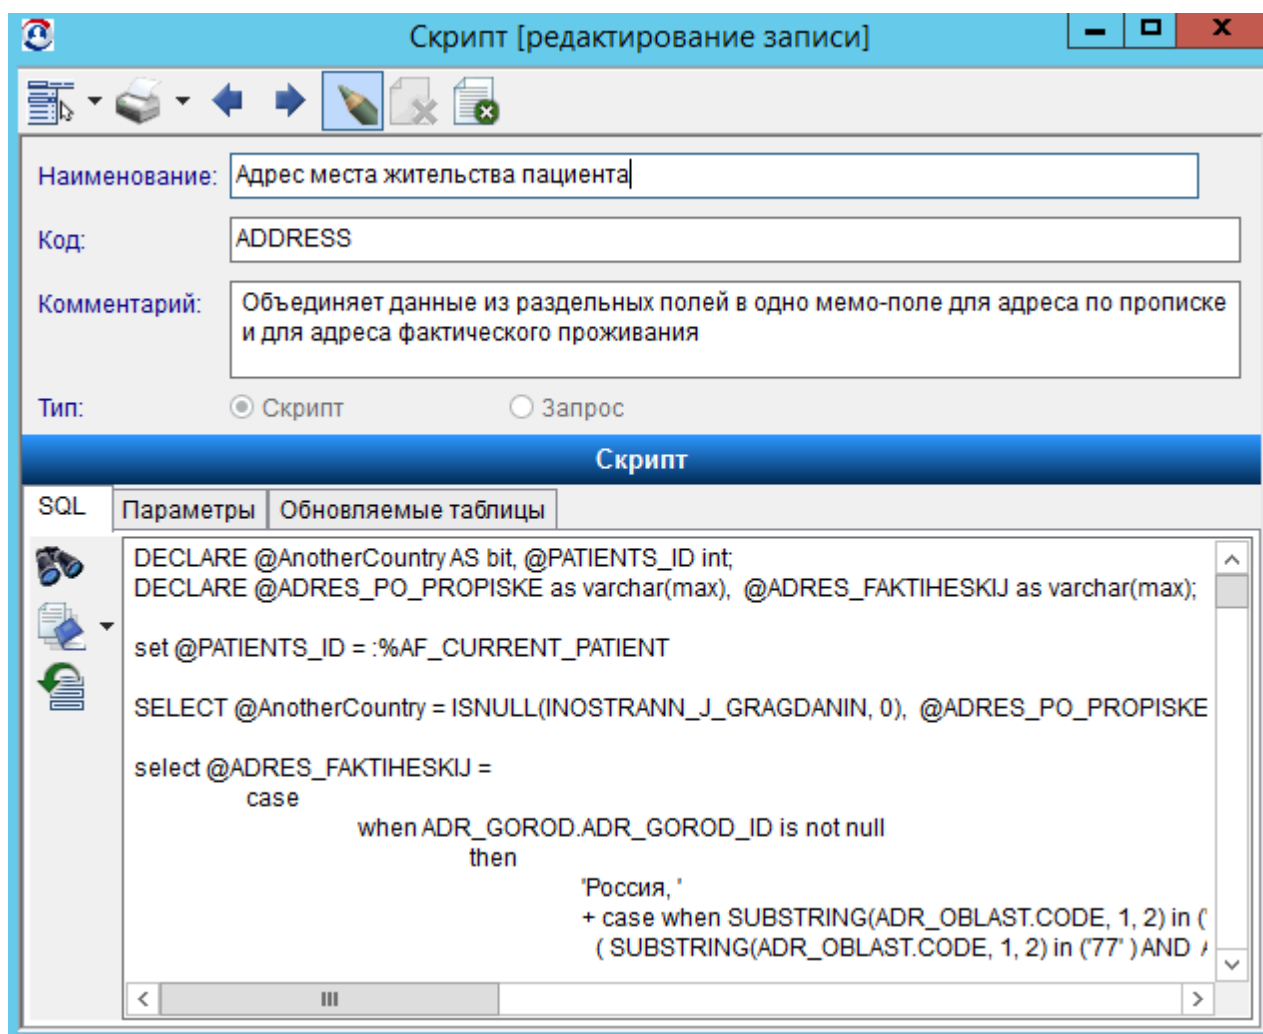 Скрипт [редактирование записи]
Наименование: Адрес места жительства пациента
Код: ADDRESS
Комментарий: Объединяет данные из раздельных полей в одно мемо-поле для адреса по прописке
и для адреса фактического проживания
Тип: Скрипт Запрос
Скрипт
SQL Параметры Обновляемые таблицы
DECLARE @AnotherCountry AS bit, @PATIENTS_ID int;
DECLARE @ADRES_PO_PROPISKE as varchar(max), @ADRES_FAKTIHESKIJ as varchar(max);
set @PATIENTS_ID = :%AF_CURRENT_PATIENT
SELECT @AnotherCountry = ISNULL(INOSTRANN_J_GRAGDANIN, 0), @ADRES_PO_PROPISKE
select @ADRES_FAKTIHESKIJ =
case
when ADR_GOROD.ADR_GOROD_ID is not null
then
'Россия, '
+ case when SUBSTRING(ADR_OBLAST.CODE, 1, 2) in ('
( SUBSTRING(ADR_OBLAST.CODE, 1, 2) in ('77' ) AND